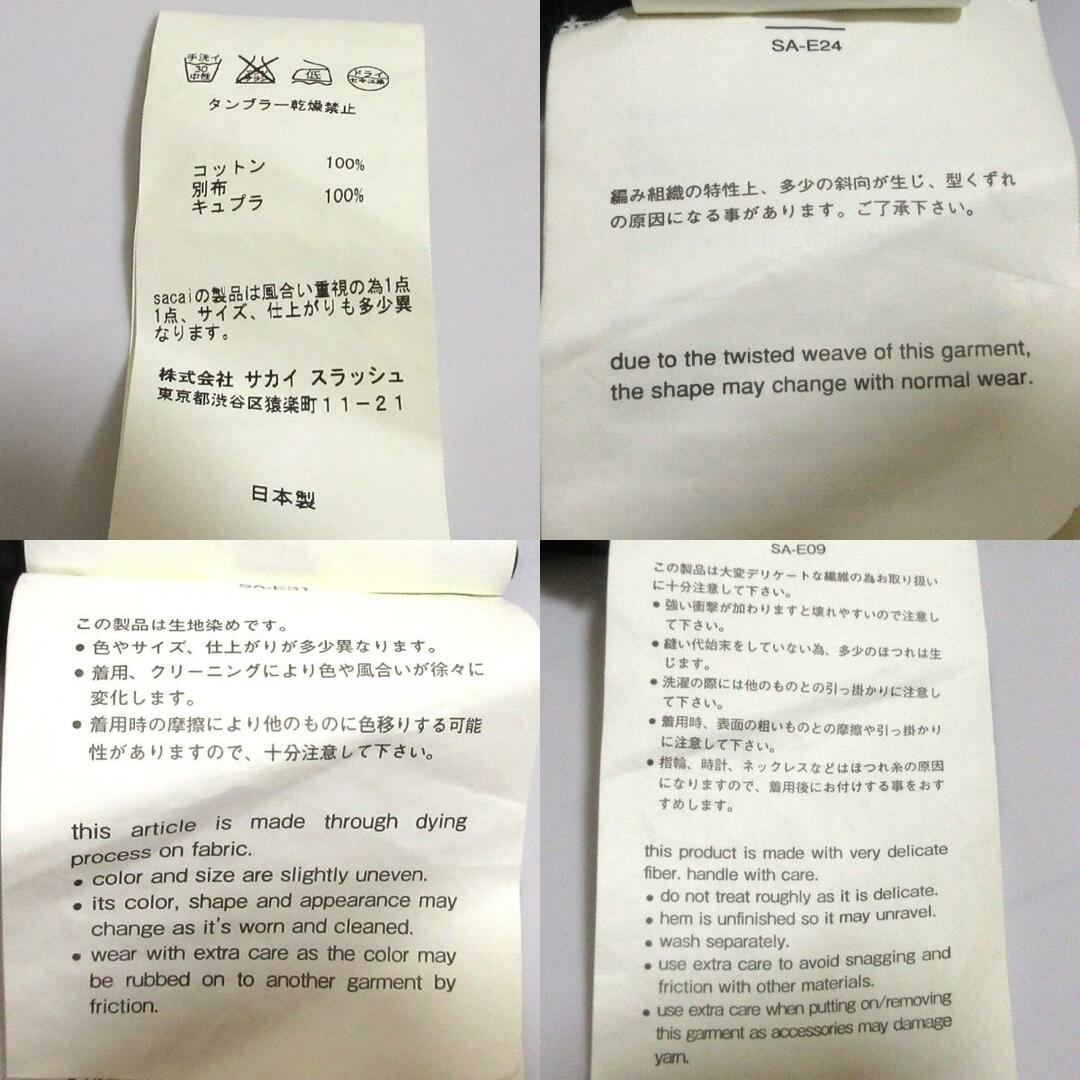 手洗イ
30
中性
低
ドライ
セキユ系
タンブラー乾燥禁止
コットン 100%
別布
キュプラ 100%
sacaiの製品は風合い重視の為1点
1点、サイズ、仕上がりも多少異
なります。
株式会社 サカイ スラッシュ
東京都渋谷区猿楽町11-21
日本製
SA-E24
編み組織の特性上、多少の斜向が生じ、型くずれ
の原因になる事があります。ご了承下さい。
due to the twisted weave of this garment,
the shape may change with normal wear.
SA-E31
この製品は生地染めです。
● 色やサイズ、仕上がりが多少異なります。
● 着用、クリーニングにより色や風合いが徐々に
変化します。
● 着用時の摩擦により他のものに色移りする可能
性がありますので、十分注意して下さい。
this article is made through dying
process on fabric.
● color and size are slightly uneven.
● its color, shape and appearance may
change as it's worn and cleaned.
● wear with extra care as the color may
be rubbed on to another garment by
friction.
SA-E09
この製品は大変デリケートな繊維の為お取り扱い
に十分注意して下さい。
● 強い衝撃が加わりますと壊れやすいので注意し
て下さい。
● 縫い代始末をしていない為、多少のほつれは生
じます。
● 洗濯の際には他のものとの引っ掛かりに注意し
て下さい。
● 着用時、表面の粗いものとの摩擦や引っ掛かり
に注意して下さい。
● 指輪、時計、ネックレスなどはほつれ糸の原因
になりますので、着用後にお付けする事をおす
すめします。
this product is made with very delicate
fiber. handle with care.
● do not treat roughly as it is delicate.
● hem is unfinished so it may unravel.
● wash separately.
● use extra care to avoid snagging and
friction with other materials.
● use extra care when putting on/removing
this garment as accessories may damage
yarn.